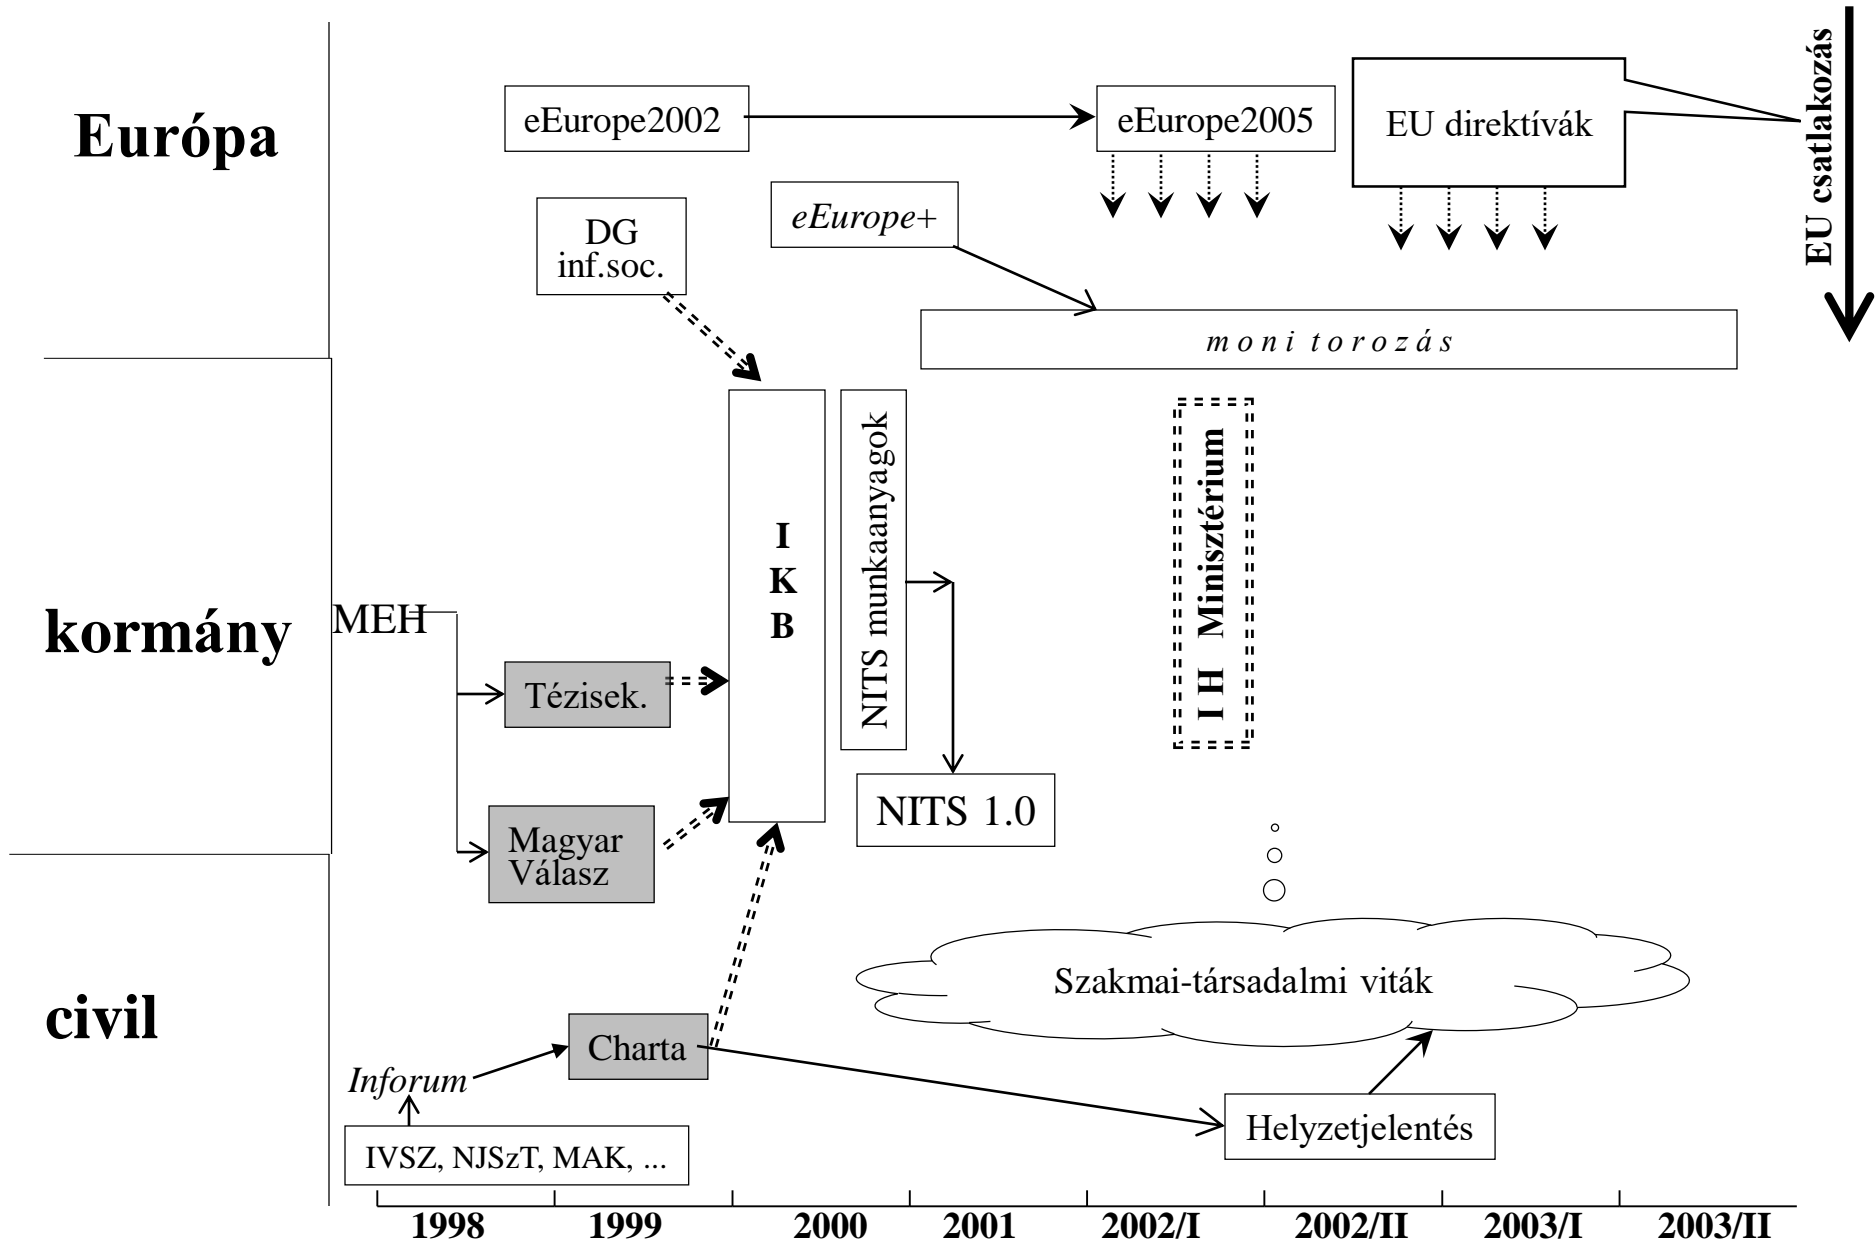 Európa
eEurope2002
eEurope2005
EU direktívák
EU csatlakozás
DG
inf.soc.
eEurope+
moni torozás
kormány
MEH
Tézisek.
Magyar
Válasz
I
K
B
NITS munkaanyagok
NITS 1.0
I H Minisztérium
civil
Szakmai-társadalmi viták
Charta
Inforum
IVSZ, NJSzT, MAK, ...
Helyzetjelentés
1998 1999 2000 2001 2002/I 2002/II 2003/I 2003/II